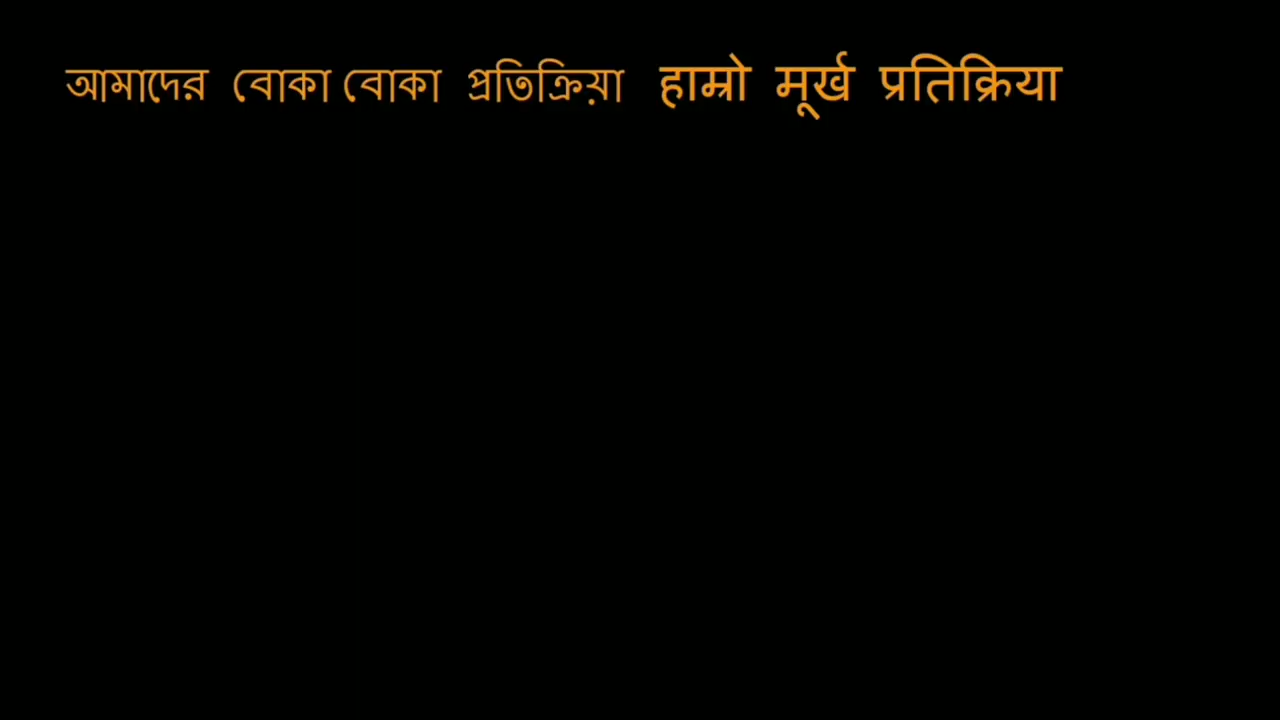 আমাদের বোকা বোকা প্রতিক্রিয়া हाम्रो मूर्ख प्रतिक्रिया